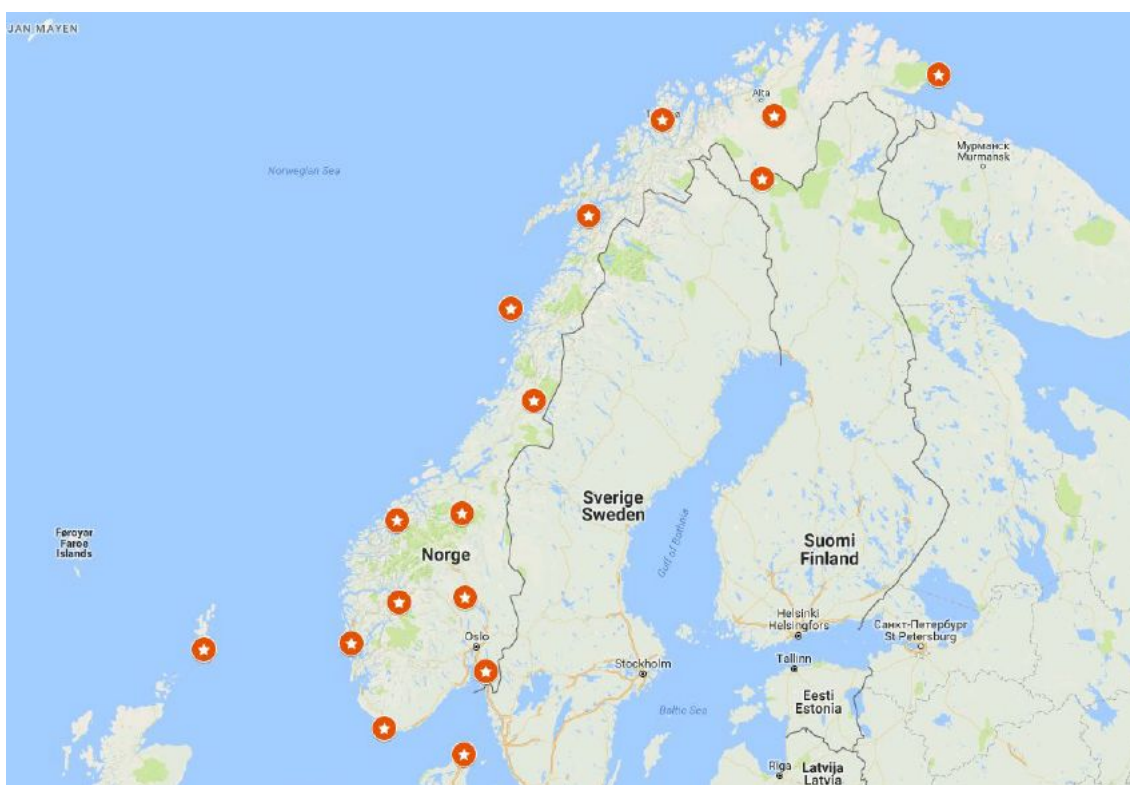 JAN MAYEN
Alta
Мурманск
Murmansk
Norwegian Sea
Sverige
Sweden
Føroyar
Faroe
Islands
Norge
Gulf of Bothnia
Suomi
Finland
Helsinki
Helsingfors
Санкт-Петербург
St Petersburg
Oslo
Stockholm
Tallinn
Eesti
Estonia
Baltic Sea
Rīga
Latvija
Latvia